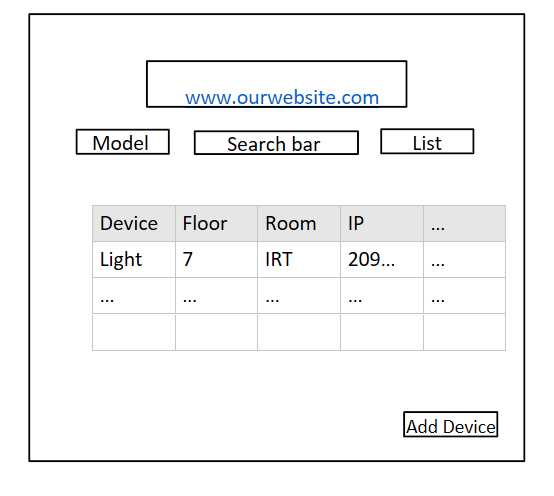 www.ourwebsite.com
Model Search bar List
Device Floor Room IP ...
Light 7 IRT 209... ...
... ... ... ... ...
Add Device